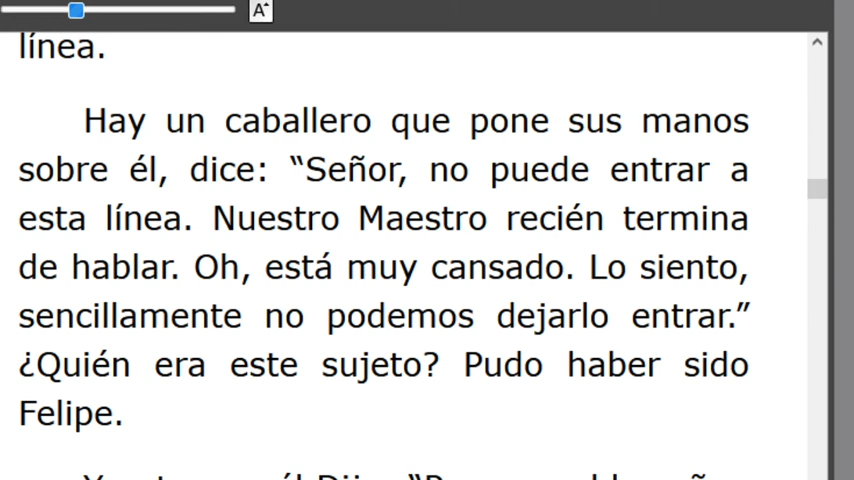 A
línea.
Hay un caballero que pone sus manos
sobre él, dice: “Señor, no puede entrar a
esta línea. Nuestro Maestro recién termina
de hablar. Oh, está muy cansado. Lo siento,
sencillamente no podemos dejarlo entrar.”
¿Quién era este sujeto? Pudo haber sido
Felipe.